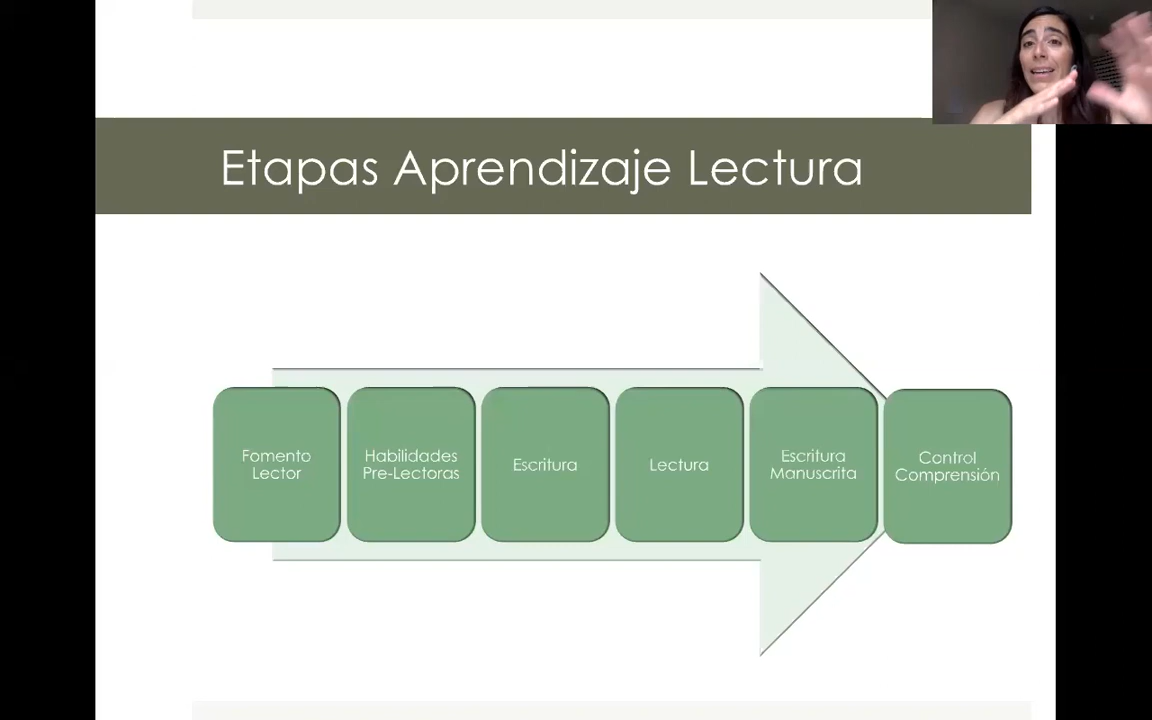 Etapas Aprendizaje Lectura
Fomento
Lector
Habilidades
Pre-Lectoras
Escritura
Lectura
Escritura
Manuscrita
Control
Comprensión